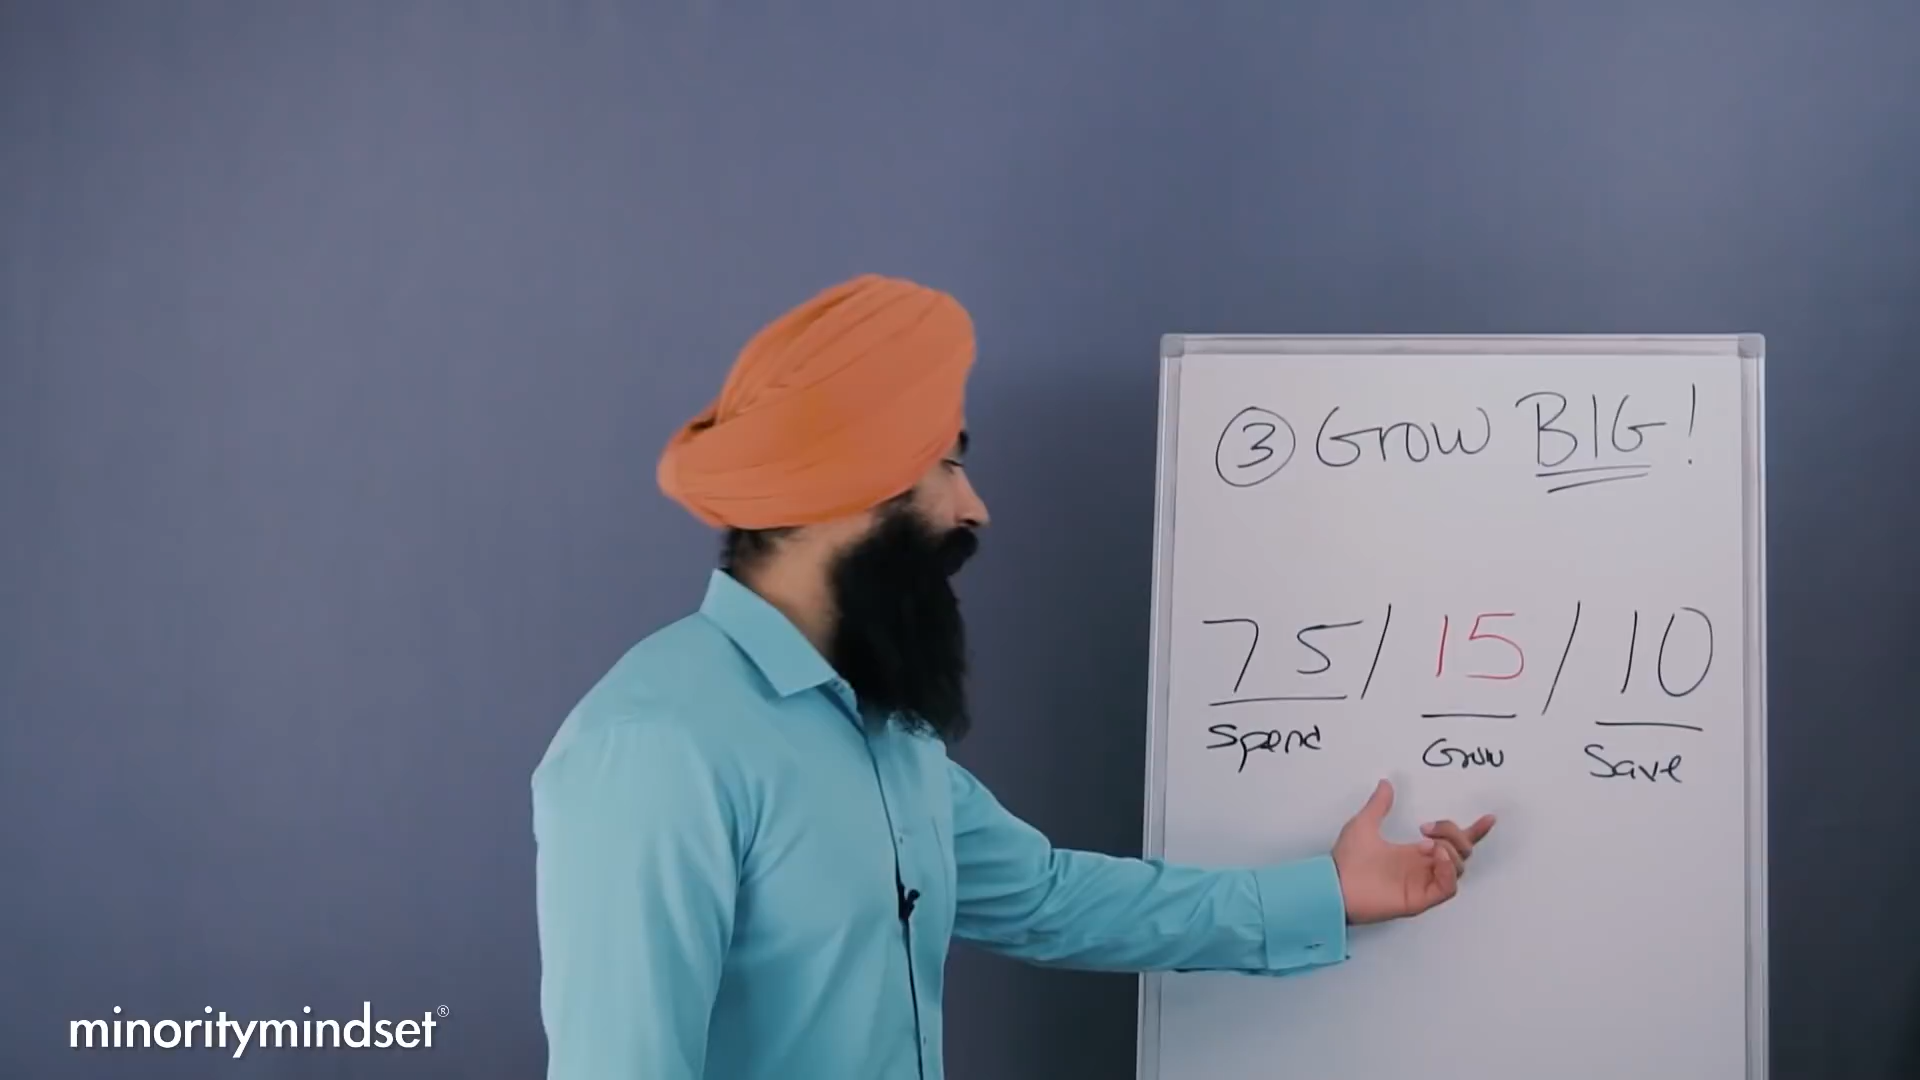 ③ Grow BIG!
75/15/10
Spend Grow Save
minoritymindset®